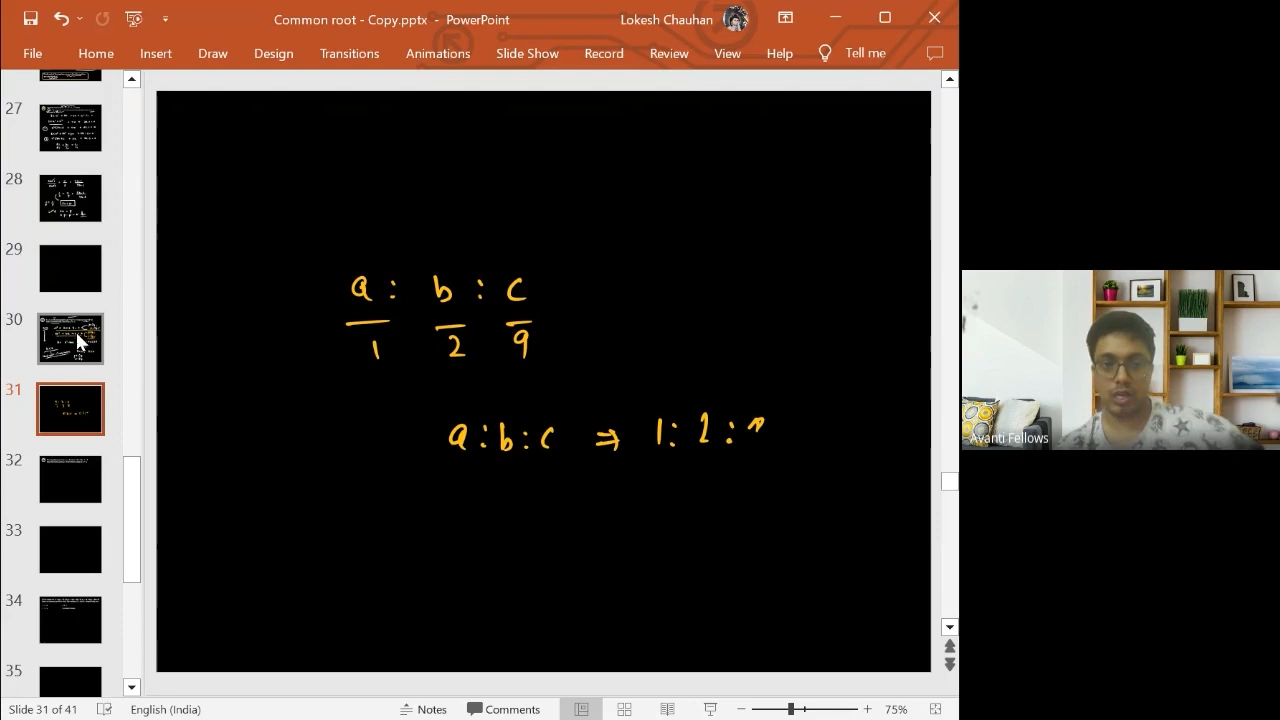 Common root - Copy.pptx - PowerPoint
Lokesh Chauhan
File Home Insert Draw Design Transitions Animations Slide Show Record Review View Help Tell me
27
28
29
30
31
32
33
34
35
a : b : c
1 2 9
a : b : c ⇒ 1 : 2 :
Avanti Fellows
Slide 31 of 41 English (India) Notes Comments 75%